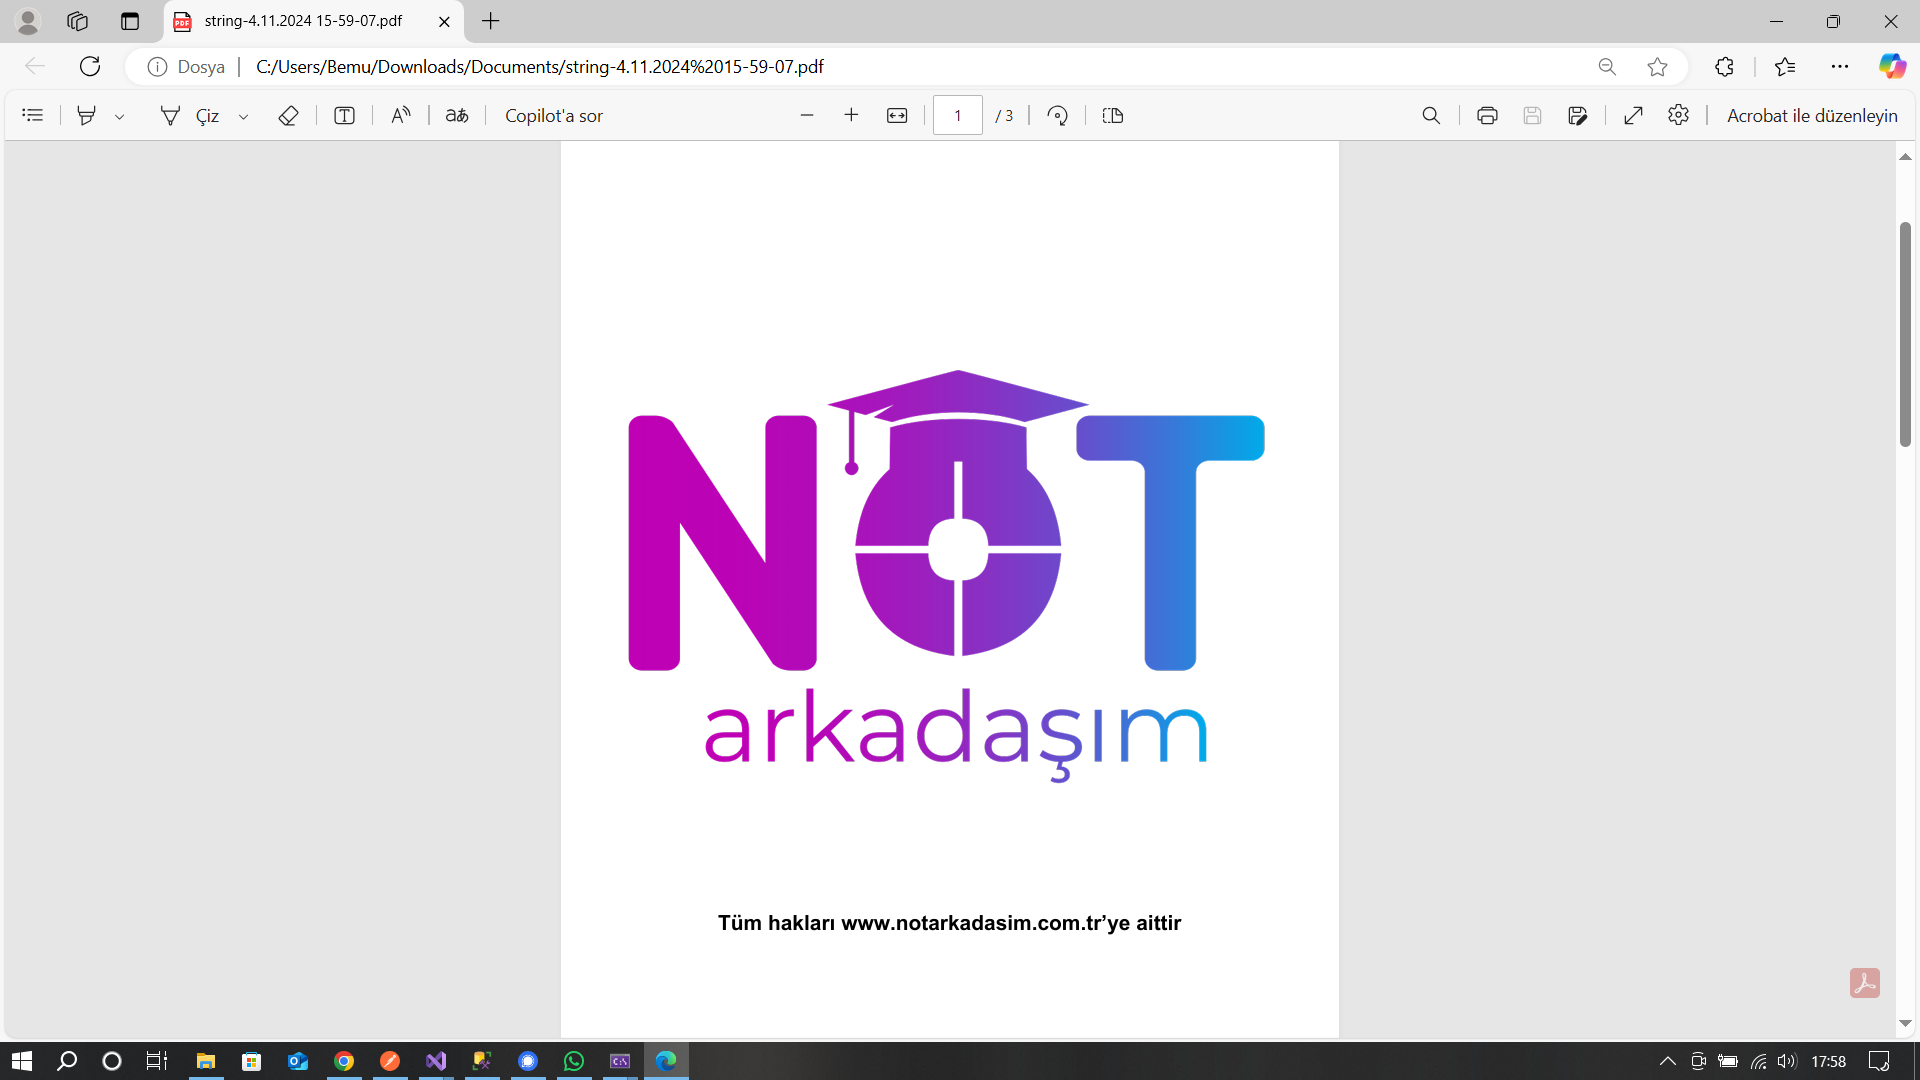 string-4.11.2024 15-59-07.pdf
Dosya
C:/Users/Bemu/Downloads/Documents/string-4.11.2024%2015-59-07.pdf
Çiz
aあ
Copilot'a sor
1
/ 3
Acrobat ile düzenleyin
NOT
arkadaşım
Tüm hakları www.notarkadasim.com.tr’ye aittir
17:58